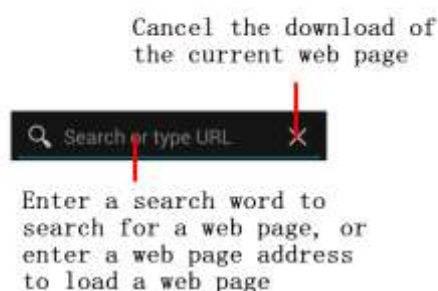 Cancel the download of
the current web page
Search or type URL
Enter a search word to
search for a web page, or
enter a web page address
to load a web page